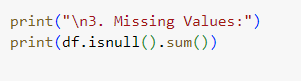 print("\n3. Missing Values:")
print(df.isnull().sum())